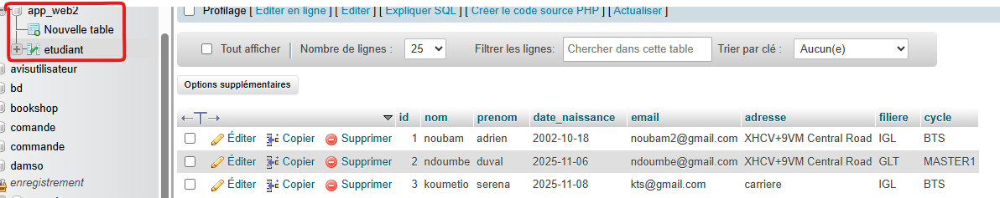 app_web2
Nouvelle table
etudiant
avisutilisateur
bd
bookshop
comande
commande
damso
enregistrement
Profilage [ Éditer en ligne ] [ Éditer ] [ Expliquer SQL ] [ Créer le code source PHP ] [ Actualiser ]
Tout afficher Nombre de lignes : 25 Filtrer les lignes: Chercher dans cette table Trier par clé : Aucun(e)
Options supplémentaires
←T→ id nom prenom date_naissance email adresse filiere cycle
Éditer Copier Supprimer 1 noubam adrien 2002-10-18 noubam2@gmail.com XHCV+9VM Central Road IGL BTS
Éditer Copier Supprimer 2 ndoumbe duval 2025-11-06 ndoumbe@gmail.com XHCV+9VM Central Road GLT MASTER1
Éditer Copier Supprimer 3 koumetio serena 2025-11-08 kts@gmail.com carriere IGL BTS